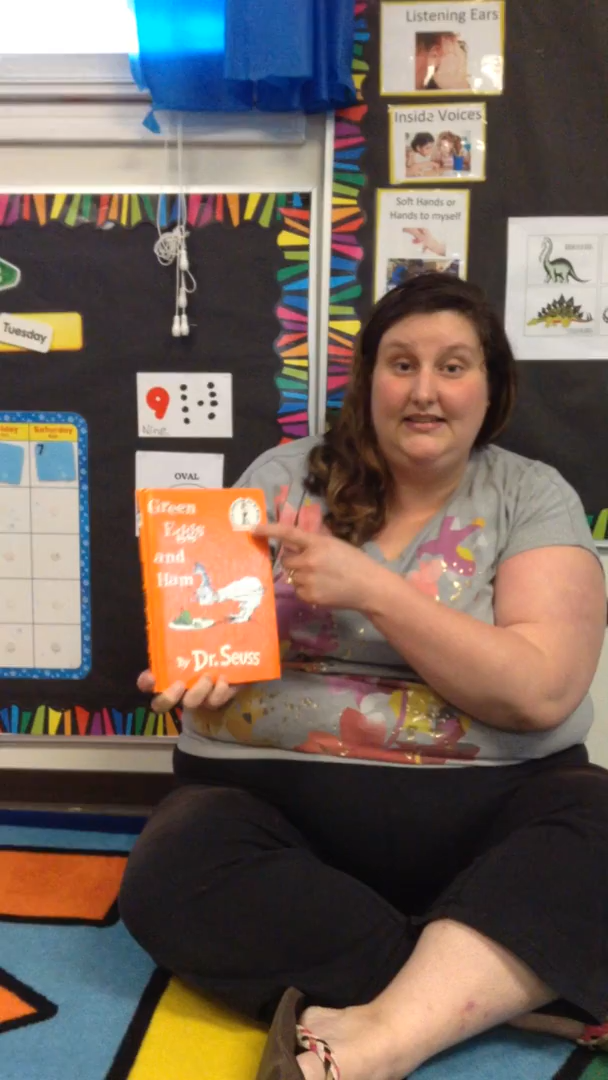 Listening Ears
Inside Voices
Soft Hands or
Hands to myself
Tuesday
9
Nine
OVAL
Saturday
7
Green
Eggs
and
Ham
By Dr. Seuss